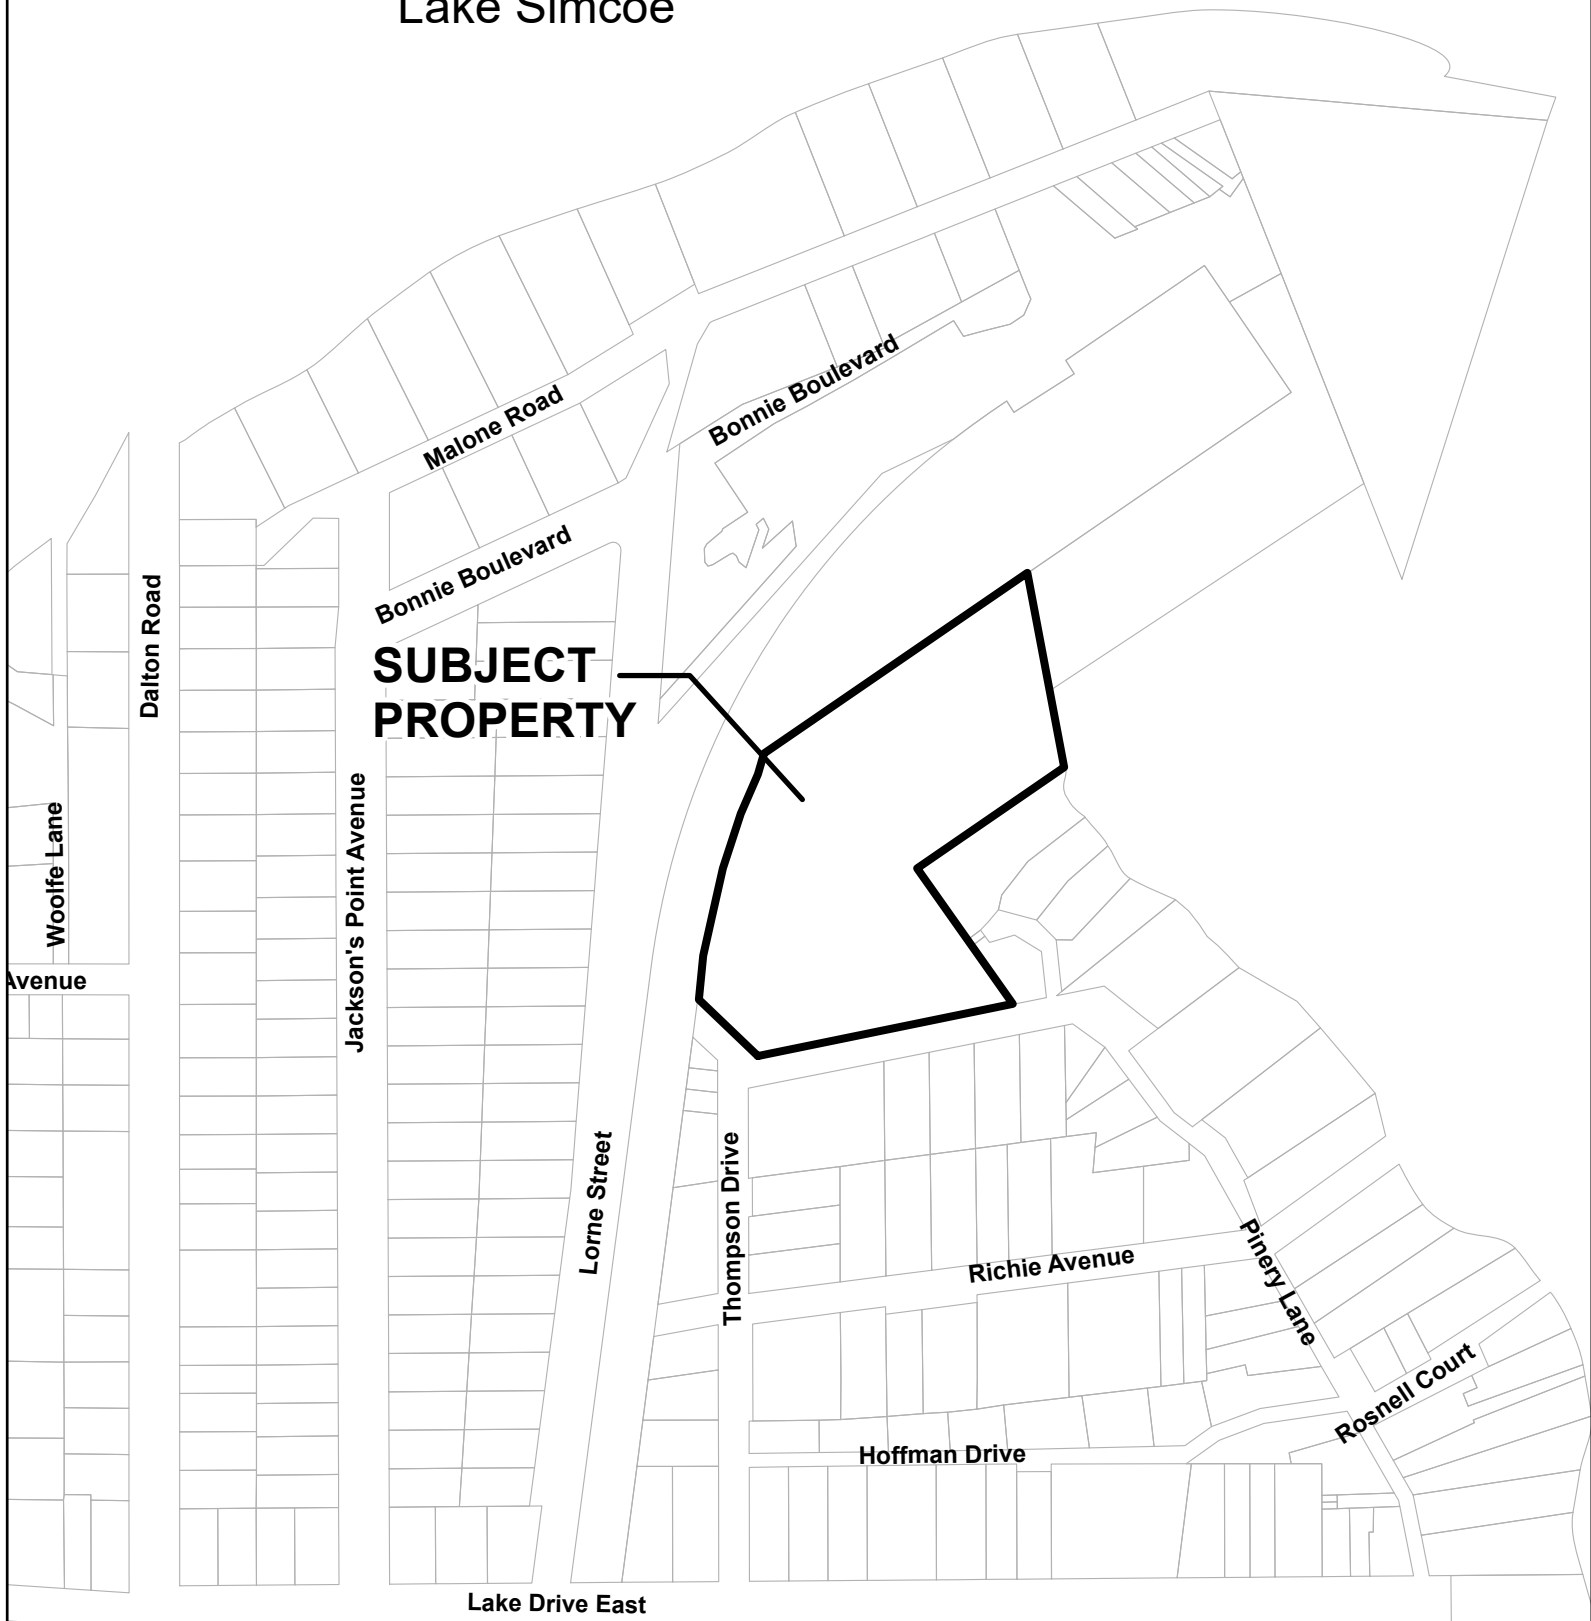 Lake Simcoe
Malone Road
Bonnie Boulevard
Bonnie Boulevard
Dalton Road
SUBJECT
PROPERTY
Woolfe Lane
Jackson's Point Avenue
Avenue
Lorne Street
Thompson Drive
Richie Avenue
Pinery Lane
Rosnell Court
Hoffman Drive
Lake Drive East